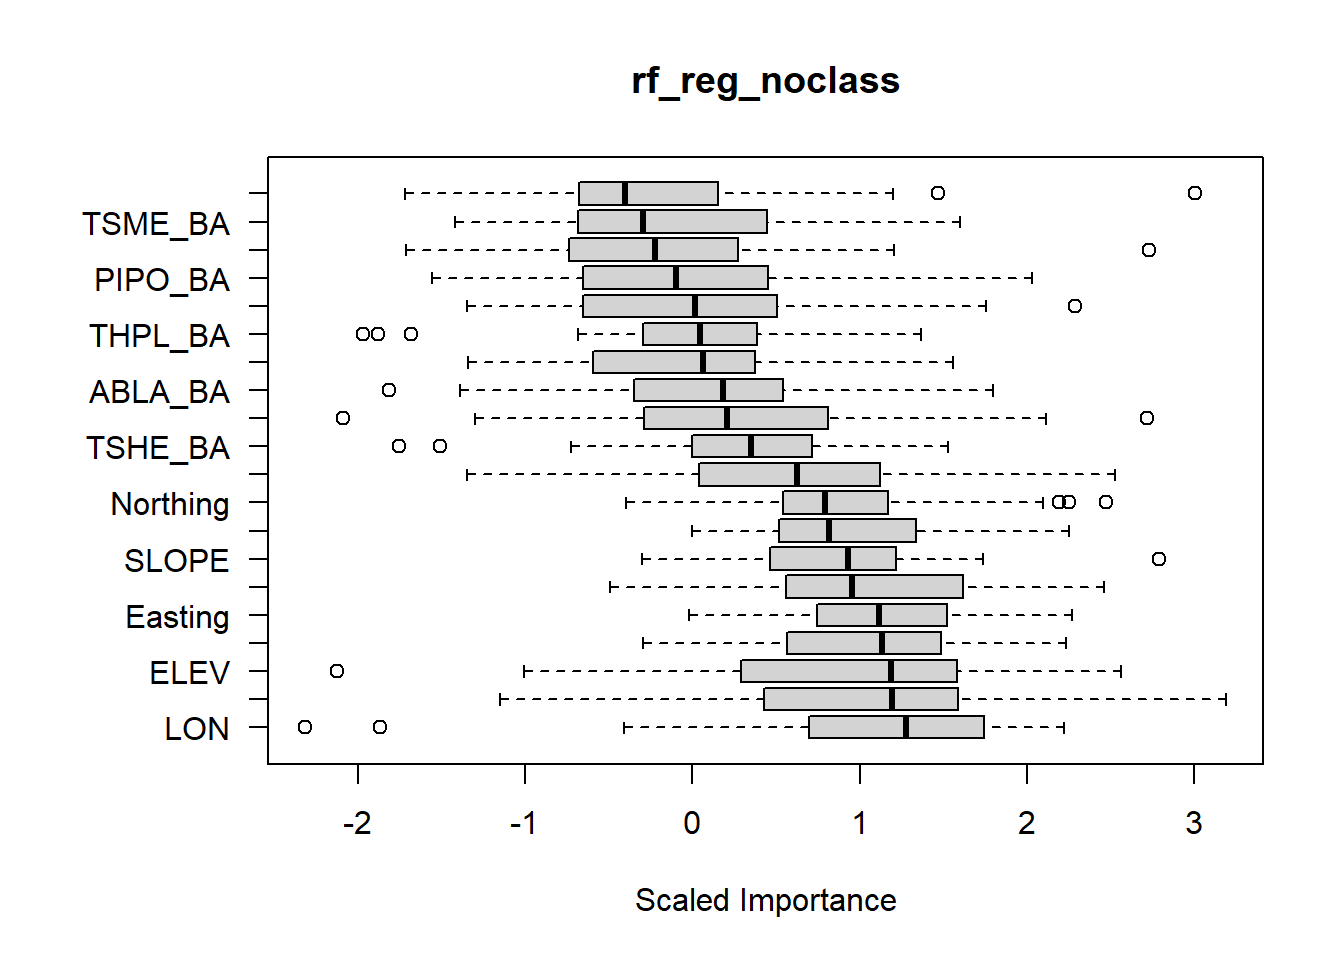 rf_reg_noclass
TSME_BA
PIPO_BA
THPL_BA
ABLA_BA
TSHE_BA
Northing
SLOPE
Easting
ELEV
LON
-2 -1 0 1 2 3
Scaled Importance